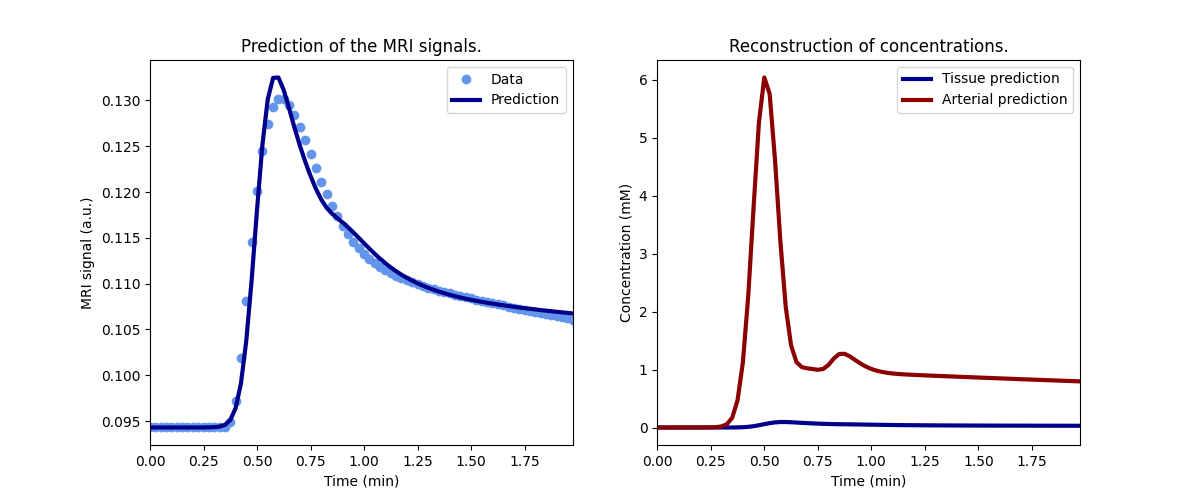 Prediction of the MRI signals.
MRI signal (a.u.)
0.130
0.125
0.120
0.115
0.110
0.105
0.100
0.095
Data
Prediction
0.00 0.25 0.50 0.75 1.00 1.25 1.50 1.75
Time (min)
Reconstruction of concentrations.
Concentration (mM)
6
5
4
3
2
1
0
Tissue prediction
Arterial prediction
0.00 0.25 0.50 0.75 1.00 1.25 1.50 1.75
Time (min)